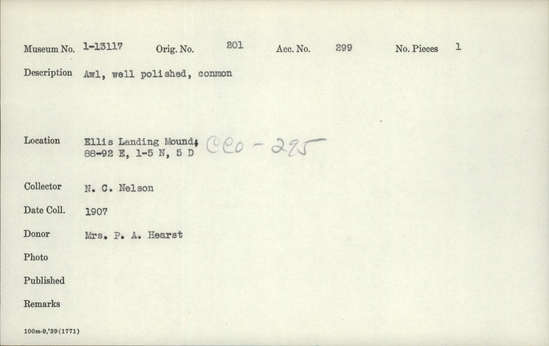 Museum No. 1-13117 Orig. No. 201 Acc. No. 299 No. Pieces 1
Description Awl, well polished, common
Location Ellis Landing Mound;
88-92 E, 1-5 N, 5 D CCO - 295
Collector N. C. Nelson
Date Coll. 1907
Donor Mrs. P. A. Hearst
Photo
Published
Remarks
100m-9,'39(1771)